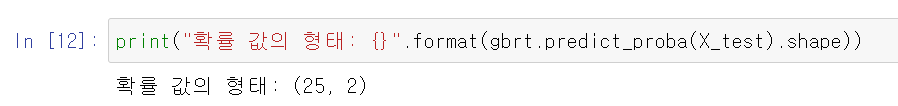 In [12]: print("확률 값의 형태: {}".format(gbrt.predict_proba(X_test).shape))
확률 값의 형태: (25, 2)